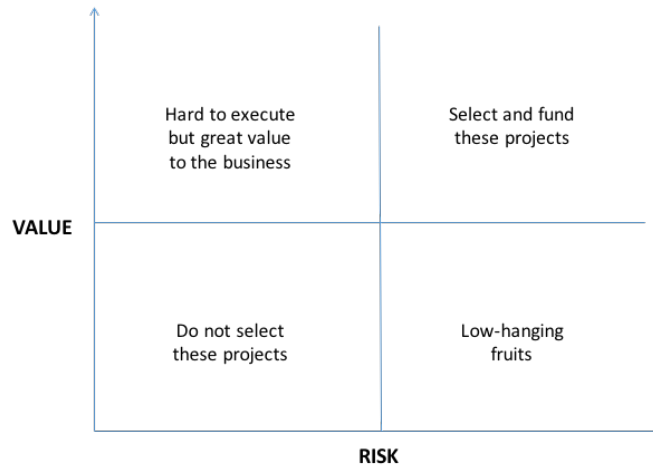 Hard to execute
but great value
to the business
Select and fund
these projects
VALUE
Do not select
these projects
Low-hanging
fruits
RISK